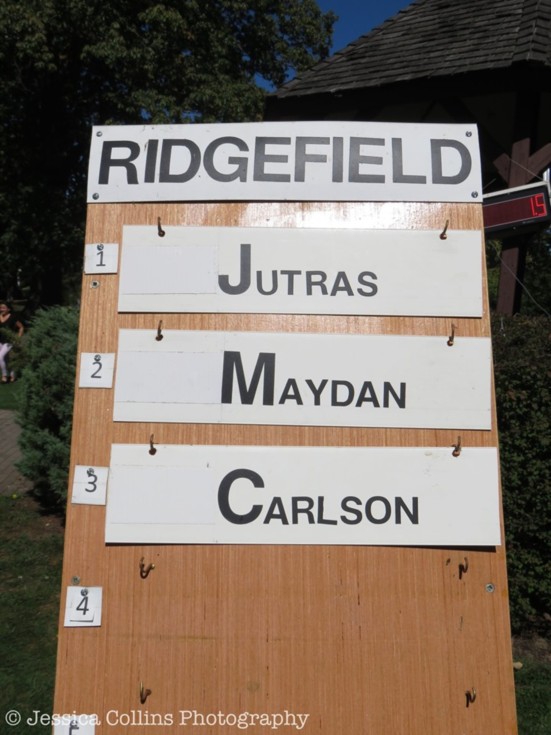 RIDGEFIELD
1 JUTRAS
2 MAYDAN
3 CARLSON
4
© Jessica Collins Photography